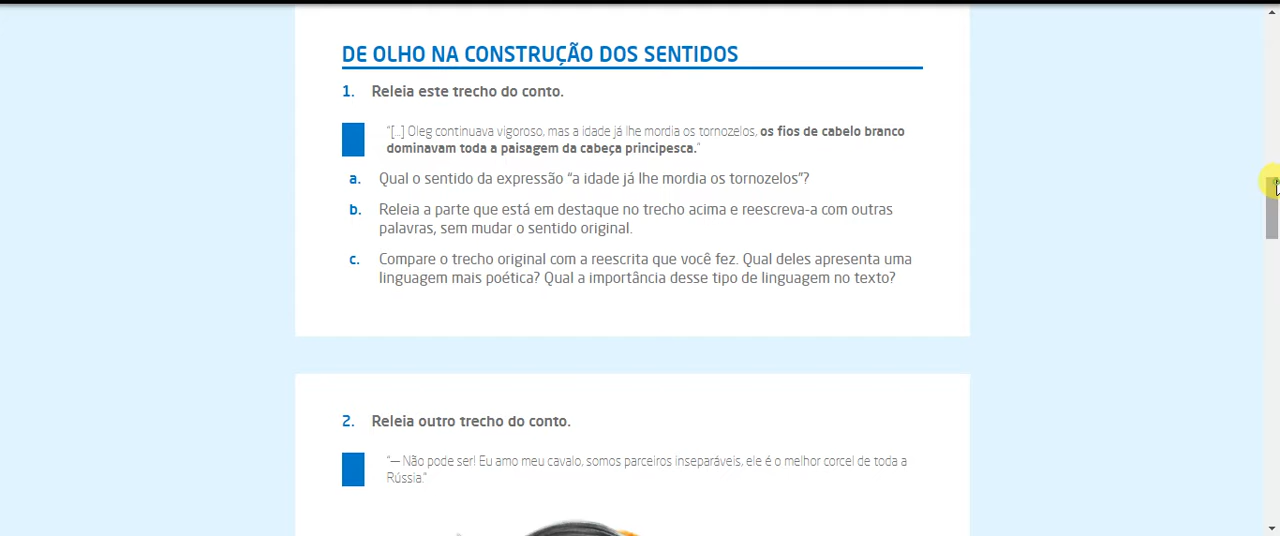 DE OLHO NA CONSTRUÇÃO DOS SENTIDOS
1. Releia este trecho do conto.
"[...] Oleg continuava vigoroso, mas a idade já lhe mordia os tornozelos, os fios de cabelo branco
dominavam toda a paisagem da cabeça principesca."
a. Qual o sentido da expressão “a idade já lhe mordia os tornozelos”?
b. Releia a parte que está em destaque no trecho acima e reescreva-a com outras
palavras, sem mudar o sentido original.
c. Compare o trecho original com a reescrita que você fez. Qual deles apresenta uma
linguagem mais poética? Qual a importância desse tipo de linguagem no texto?
2. Releia outro trecho do conto.
"— Não pode ser! Eu amo meu cavalo, somos parceiros inseparáveis, ele é o melhor corcel de toda a
Rússia."